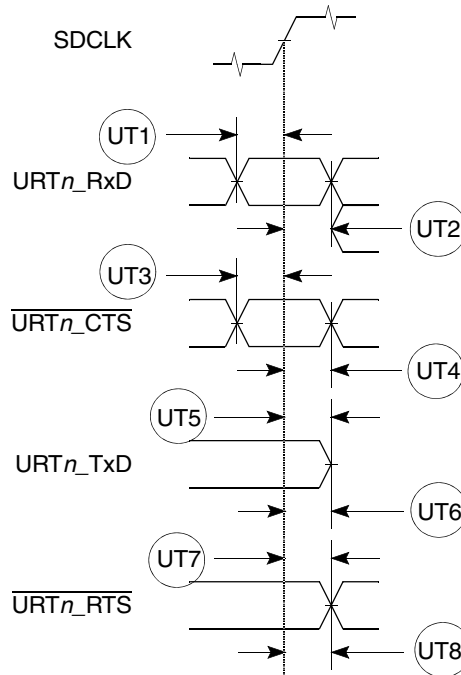 SDCLK
UT1
URTn_RxD
UT2
UT3
URTn_CTS
UT4
UT5
URTn_TxD
UT6
UT7
URTn_RTS
UT8